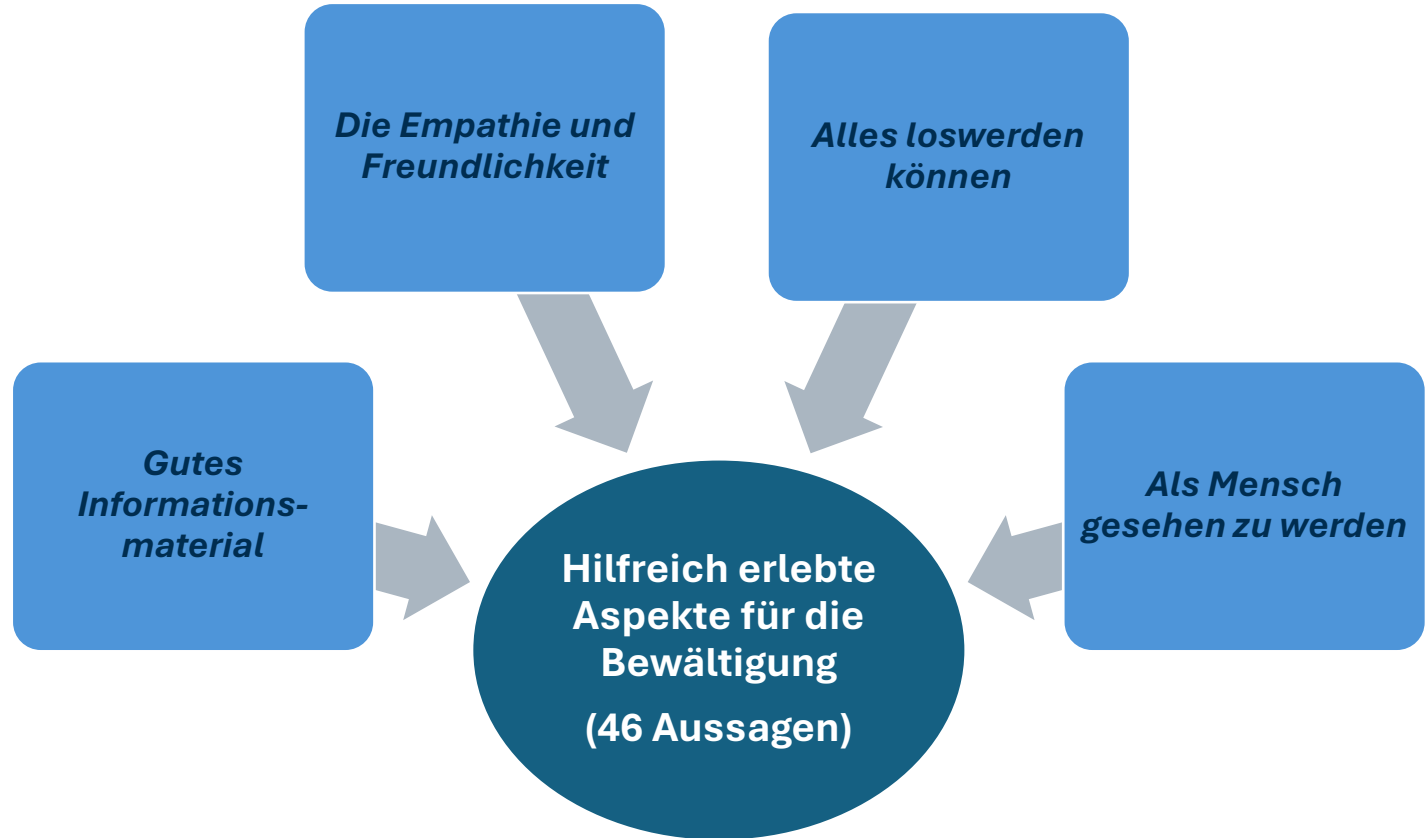 Die Empathie und
Freundlichkeit
Alles loswerden
können
Gutes
Informations-
material
Als Mensch
gesehen zu werden
Hilfreich erlebte
Aspekte für die
Bewältigung
(46 Aussagen)